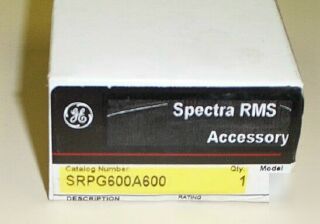 GE
Spectra RMS
Accessory
Catalog Number Qty. Model
SRPG600A600 1
DESCRIPTION RATING